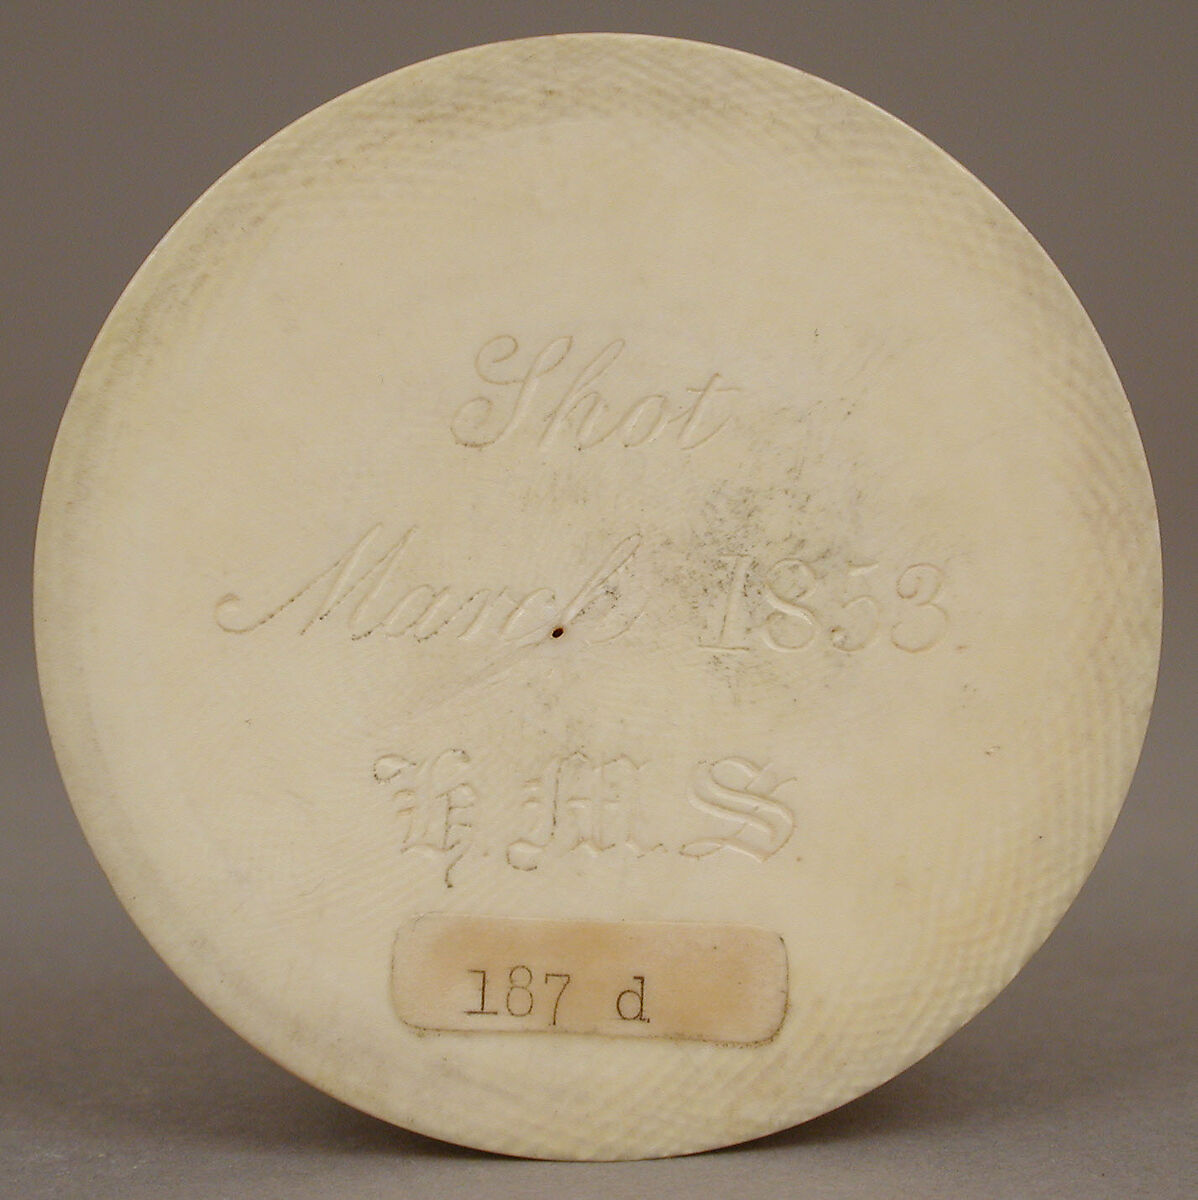 Shot
March 1853.
H.M.S.
187 d